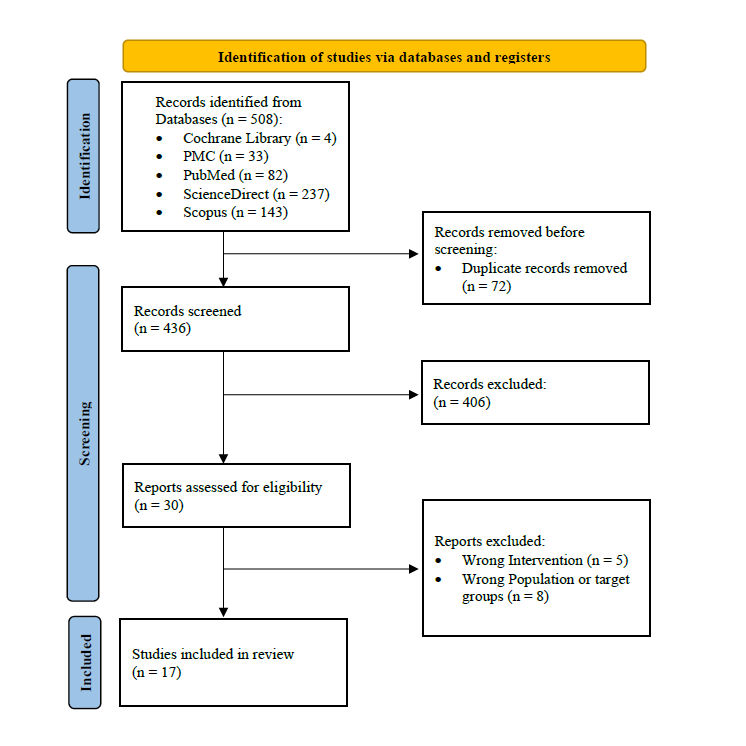 Identification of studies via databases and registers
Identification
Records identified from
Databases (n = 508):
• Cochrane Library (n = 4)
• PMC (n = 33)
• PubMed (n = 82)
• ScienceDirect (n = 237)
• Scopus (n = 143)
Records removed before
screening:
• Duplicate records removed
(n = 72)
Screening
Records screened
(n = 436)
Records excluded:
(n = 406)
Reports assessed for eligibility
(n = 30)
Reports excluded:
• Wrong Intervention (n = 5)
• Wrong Population or target
groups (n = 8)
Included
Studies included in review
(n = 17)